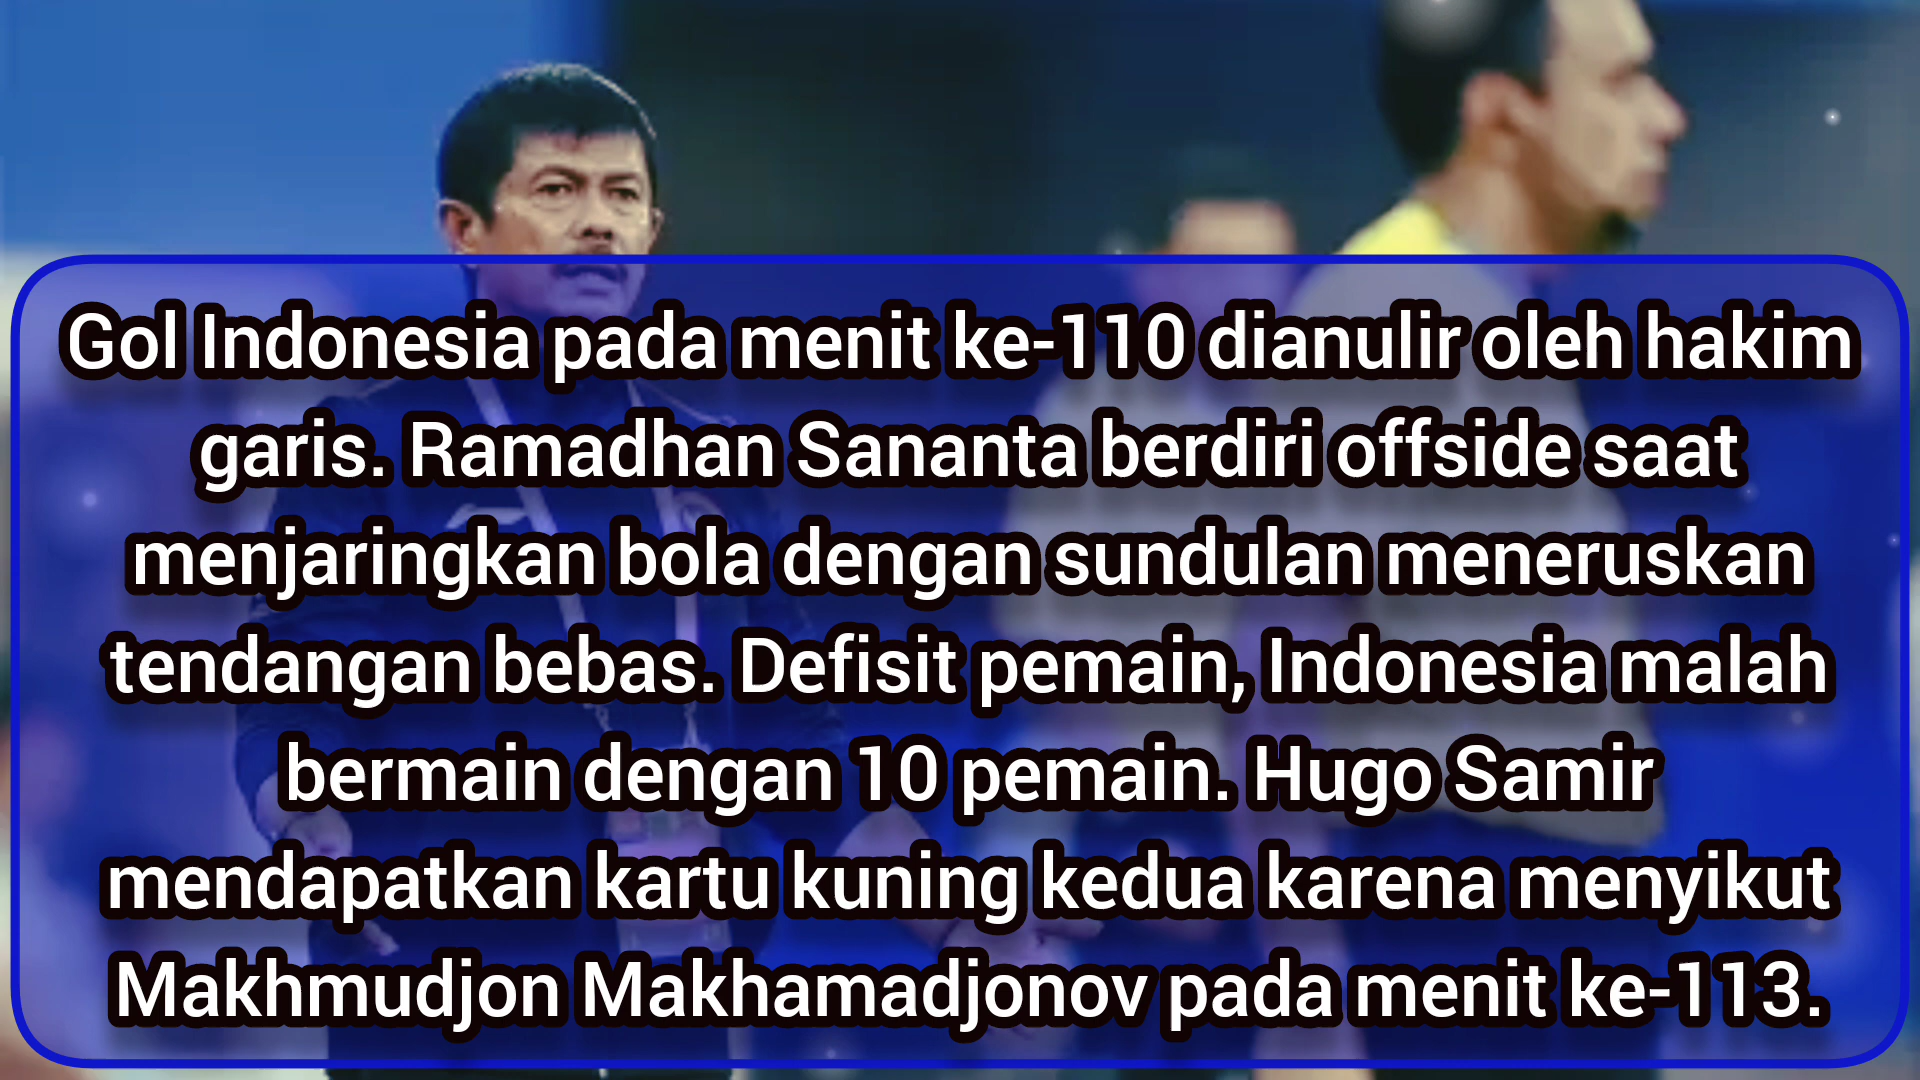 Gol Indonesia pada menit ke-110 dianulir oleh hakim
garis. Ramadhan Sananta berdiri offside saat
menjaringkan bola dengan sundulan meneruskan
tendangan bebas. Defisit pemain, Indonesia malah
bermain dengan 10 pemain. Hugo Samir
mendapatkan kartu kuning kedua karena menyikut
Makhmudjon Makhamadjonov pada menit ke-113.